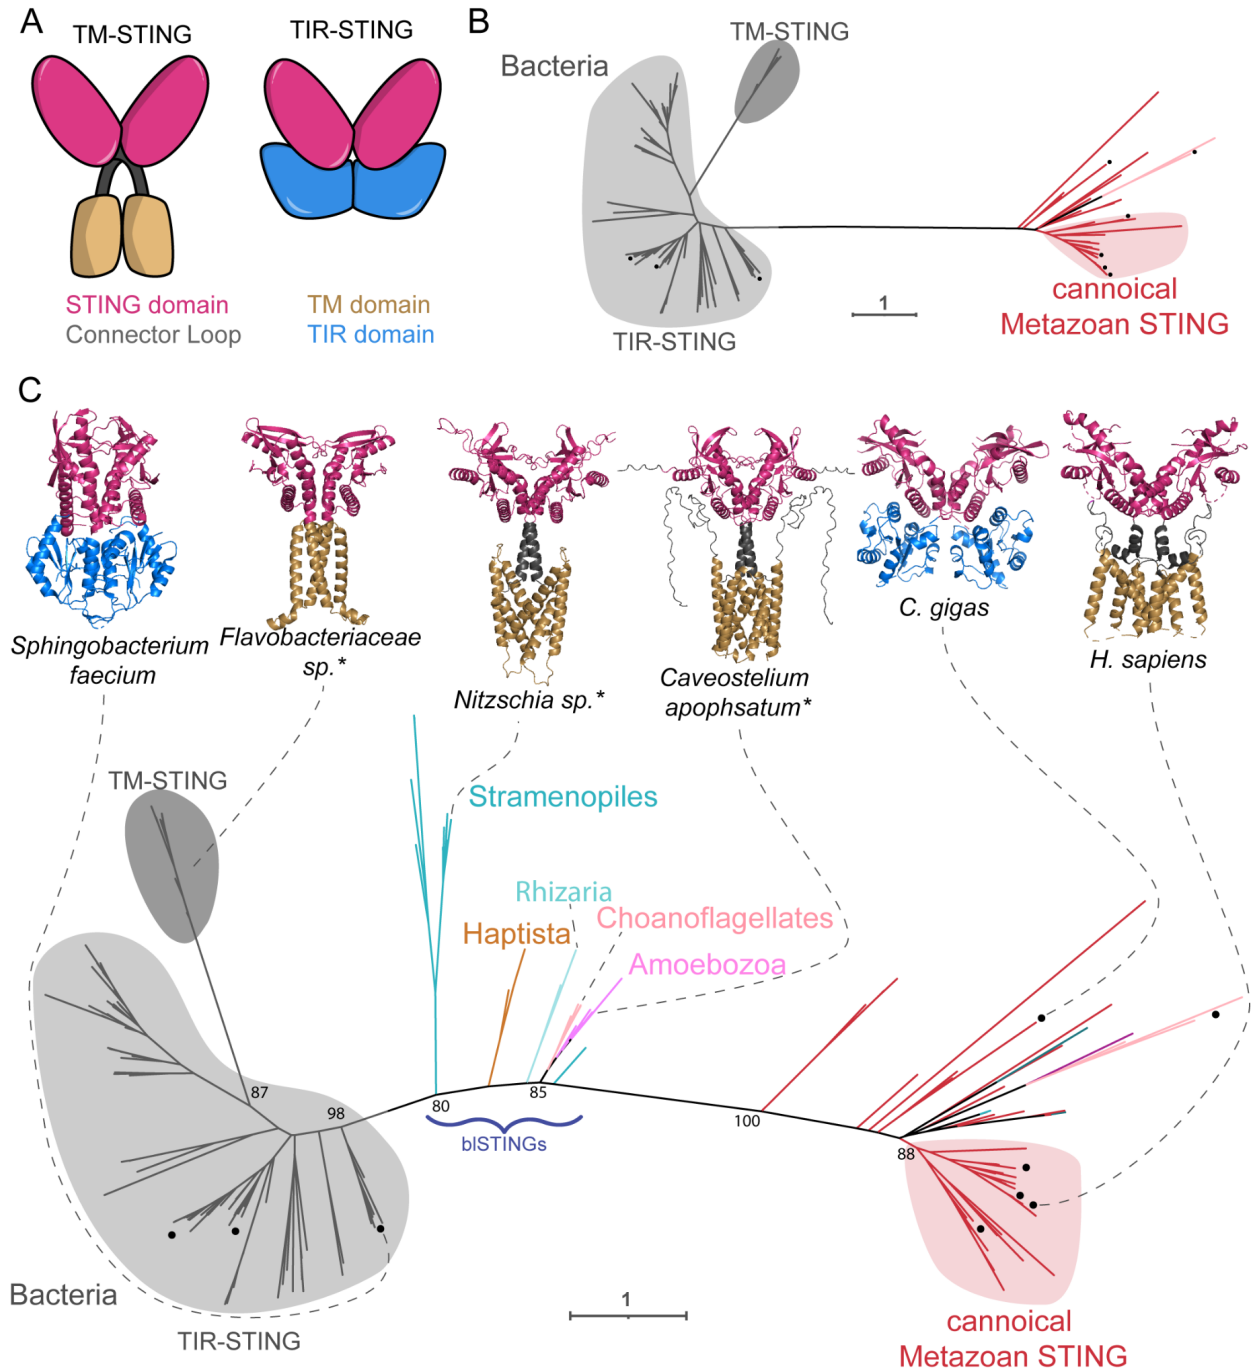 A
TM-STING
TIR-STING
STING domain
Connector Loop
TM domain
TIR domain
B
Bacteria
TM-STING
TIR-STING
1
cannoical
Metazoan STING
C
Sphingobacterium
faecium
Flavobacteriaceae
sp.*
Nitzschia sp.*
Caveostelium
apophsatum*
C. gigas
H. sapiens
TM-STING
Stramenopiles
Rhizaria
Choanoflagellates
Haptista
Amoebozoa
87
98
80
85
100
88
blSTINGs
Bacteria
TIR-STING
1
cannoical
Metazoan STING